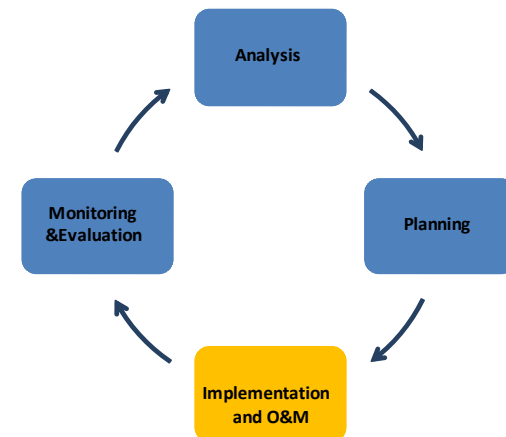 Analysis
Planning
Implementation
and O&M
Monitoring
&Evaluation